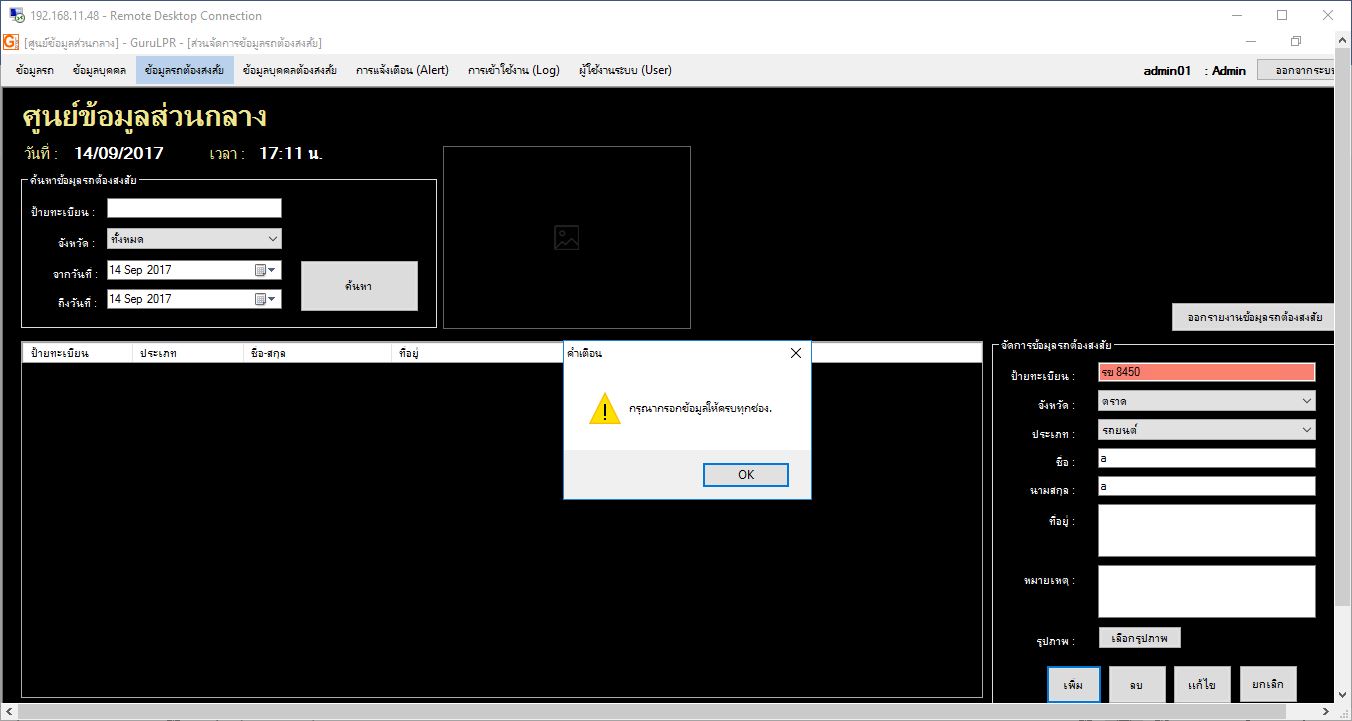 192.168.11.48 - Remote Desktop Connection
[ศูนย์ข้อมูลส่วนกลาง] - GuruLPR - [ส่วนจัดการข้อมูลรถต้องสงสัย]
ข้อมูลรถ ข้อมูลบุคคล ข้อมูลรถต้องสงสัย ข้อมูลบุคคลต้องสงสัย การแจ้งเตือน (Alert) การเข้าใช้งาน (Log) ผู้ใช้งานระบบ (User) admin01 : Admin ออกจากระบบ
ศูนย์ข้อมูลส่วนกลาง
วันที่ : 14/09/2017 เวลา : 17:11 น.
ค้นหาข้อมูลรถต้องสงสัย
ป้ายทะเบียน :
จังหวัด : ทั้งหมด
จากวันที่ : 14 Sep 2017
ถึงวันที่ : 14 Sep 2017
ค้นหา
ออกรายงานข้อมูลรถต้องสงสัย
ป้ายทะเบียน ประเภท ชื่อ-สกุล ที่อยู่
คำเตือน
กรุณากรอกข้อมูลให้ครบทุกช่อง.
OK
จัดการข้อมูลรถต้องสงสัย
ป้ายทะเบียน : รข 8450
จังหวัด : ตราด
ประเภท : รถยนต์
ชื่อ : a
นามสกุล : a
ที่อยู่ :
หมายเหตุ :
รูปภาพ : เลือกรูปภาพ
เพิ่ม ลบ แก้ไข ยกเลิก